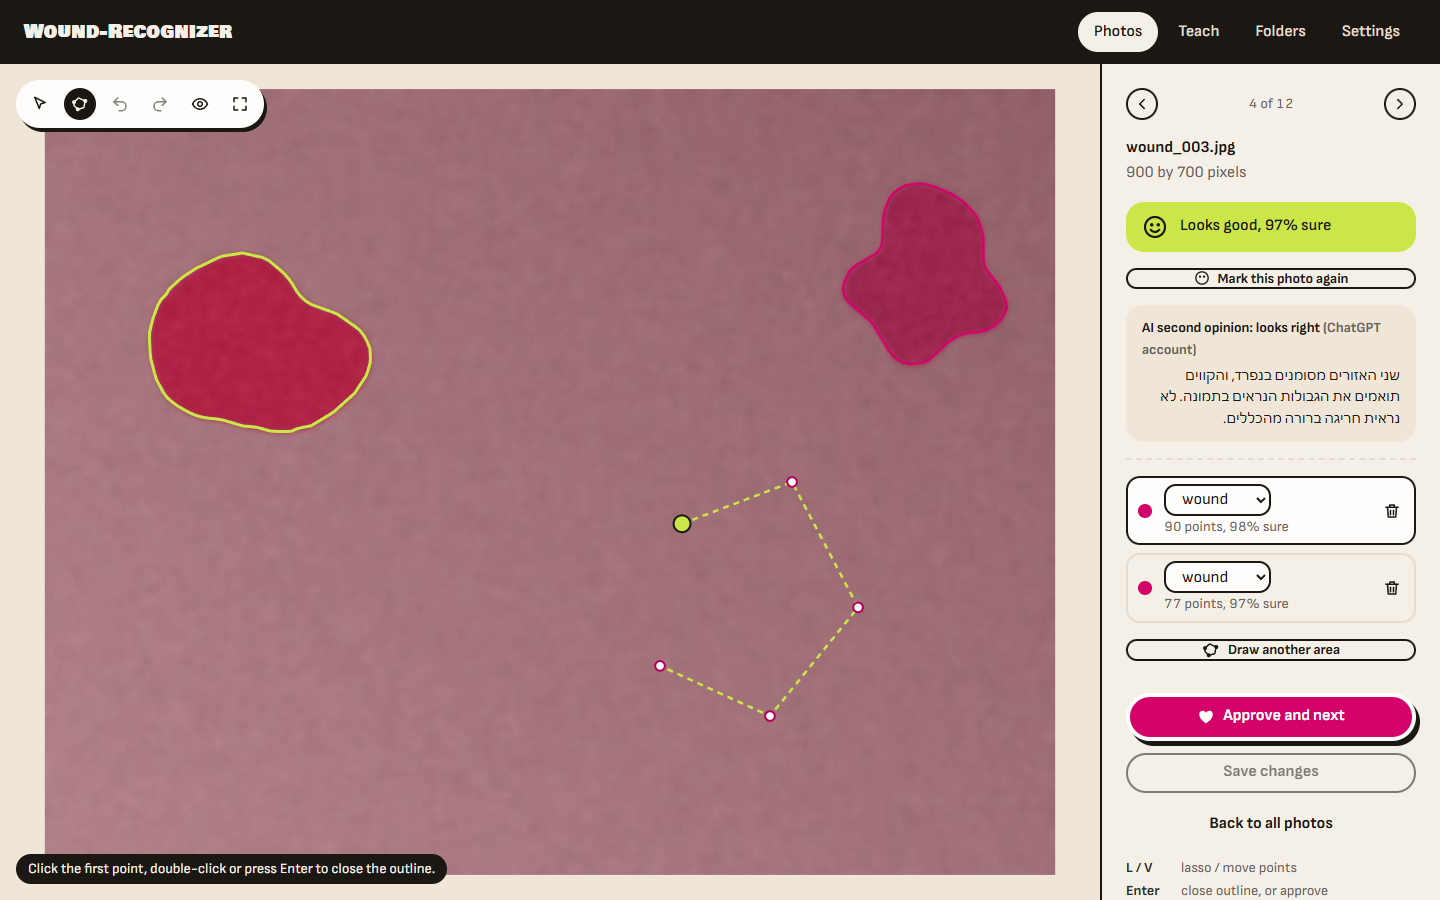 WOUND-RECOGNIZER
Photos
Teach
Folders
Settings
4 of 12
wound_003.jpg
900 by 700 pixels
Looks good, 97% sure
Mark this photo again
AI second opinion: looks right (ChatGPT
account)
שני האזורים מסומנים בנפרד, והקווים
תואמים את הגבולות הנראים בתמונה. לא
נראית חריגה ברורה מהכללים.
wound
90 points, 98% sure
wound
77 points, 97% sure
Draw another area
Approve and next
Save changes
Back to all photos
L / V lasso / move points
Enter close outline, or approve
Click the first point, double-click or press Enter to close the outline.